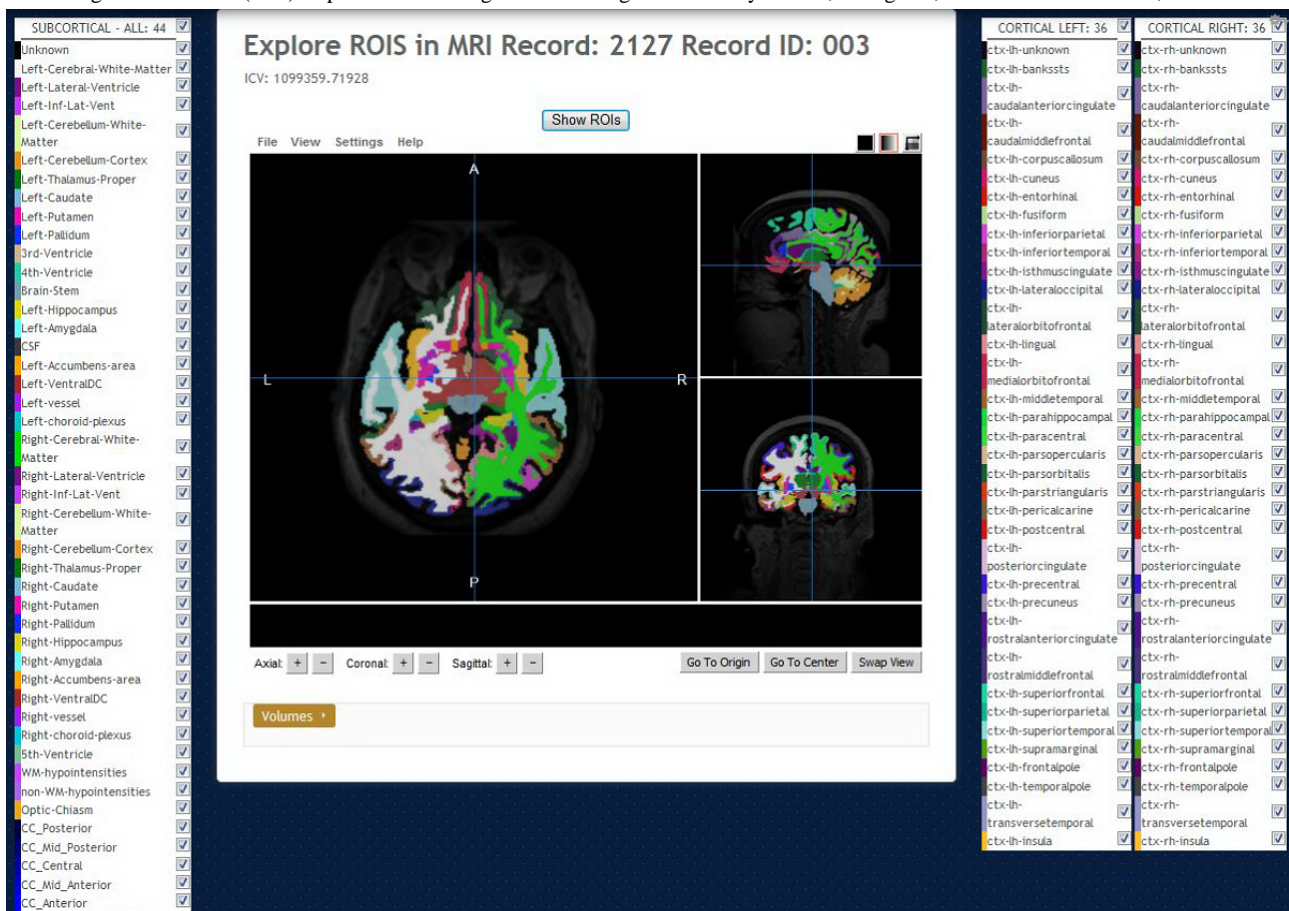 SUBCORTICAL - ALL: 44
Unknown
Left-Cerebral-White-Matter
Left-Lateral-Ventricle
Left-Inf-Lat-Vent
Left-Cerebellum-White-
Matter
Left-Cerebellum-Cortex
Left-Thalamus-Proper
Left-Caudate
Left-Putamen
Left-Pallidum
3rd-Ventricle
4th-Ventricle
Brain-Stem
Left-Hippocampus
Left-Amygdala
CSF
Left-Accumbens-area
Left-VentralDC
Left-vessel
Left-choroid-plexus
Right-Cerebral-White-
Matter
Right-Lateral-Ventricle
Right-Inf-Lat-Vent
Right-Cerebellum-White-
Matter
Right-Cerebellum-Cortex
Right-Thalamus-Proper
Right-Caudate
Right-Putamen
Right-Pallidum
Right-Hippocampus
Right-Amygdala
Right-Accumbens-area
Right-VentralDC
Right-vessel
Right-choroid-plexus
5th-Ventricle
WM-hypointensities
non-WM-hypointensities
Optic-Chiasm
CC_Posterior
CC_Mid_Posterior
CC_Central
CC_Mid_Anterior
CC_Anterior
Explore ROIS in MRI Record: 2127 Record ID: 003
ICV: 1099359.71928
Show ROIs
File View Settings Help
A
L
R
P
Axial: + - Coronal: + - Sagittal: + - Go To Origin Go To Center Swap View
Volumes
CORTICAL LEFT: 36
ctx-lh-unknown
ctx-lh-bankssts
ctx-lh-
caudalanteriorcingulate
ctx-lh-
caudalmiddlefrontal
ctx-lh-corpuscallosum
ctx-lh-cuneus
ctx-lh-entorhinal
ctx-lh-fusiform
ctx-lh-inferiorparietal
ctx-lh-inferiortemporal
ctx-lh-isthmuscingulate
ctx-lh-lateraloccipital
ctx-lh-
lateralorbitofrontal
ctx-lh-lingual
ctx-lh-
medialorbitofrontal
ctx-lh-middletemporal
ctx-lh-parahippocampal
ctx-lh-paracentral
ctx-lh-parsopercularis
ctx-lh-parsorbitalis
ctx-lh-parstriangularis
ctx-lh-pericalcarine
ctx-lh-postcentral
ctx-lh-
posteriorcingulate
ctx-lh-precentral
ctx-lh-precuneus
ctx-lh-
rostralanteriorcingulate
ctx-lh-
rostralmiddlefrontal
ctx-lh-superiorfrontal
ctx-lh-superiorparietal
ctx-lh-superiortemporal
ctx-lh-supramarginal
ctx-lh-frontalpole
ctx-lh-temporalpole
ctx-lh-
transversetemporal
ctx-lh-insula
CORTICAL RIGHT: 36
ctx-rh-unknown
ctx-rh-bankssts
ctx-rh-
caudalanteriorcingulate
ctx-rh-
caudalmiddlefrontal
ctx-rh-corpuscallosum
ctx-rh-cuneus
ctx-rh-entorhinal
ctx-rh-fusiform
ctx-rh-inferiorparietal
ctx-rh-inferiortemporal
ctx-rh-isthmuscingulate
ctx-rh-lateraloccipital
ctx-rh-
lateralorbitofrontal
ctx-rh-lingual
ctx-rh-
medialorbitofrontal
ctx-rh-middletemporal
ctx-rh-parahippocampal
ctx-rh-paracentral
ctx-rh-parsopercularis
ctx-rh-parsorbitalis
ctx-rh-parstriangularis
ctx-rh-pericalcarine
ctx-rh-postcentral
ctx-rh-
posteriorcingulate
ctx-rh-precentral
ctx-rh-precuneus
ctx-rh-
rostralanteriorcingulate
ctx-rh-
rostralmiddlefrontal
ctx-rh-superiorfrontal
ctx-rh-superiorparietal
ctx-rh-superiortemporal
ctx-rh-supramarginal
ctx-rh-frontalpole
ctx-rh-temporalpole
ctx-rh-
transversetemporal
ctx-rh-insula